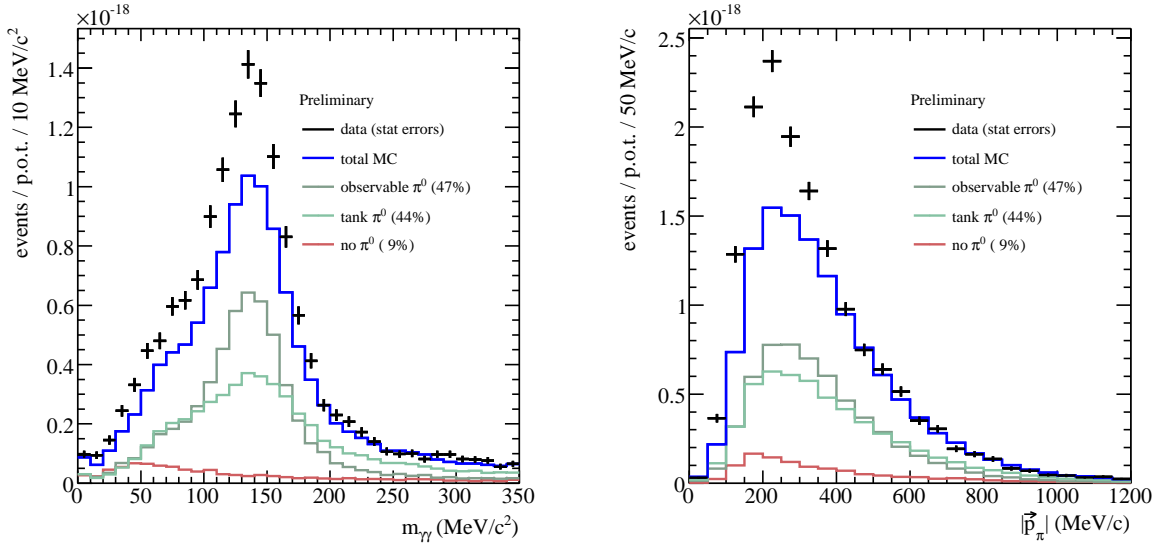 ×10⁻¹⁸
events / p.o.t. / 10 MeV/c²
1.4
1.2
1
0.8
0.6
0.4
0.2
0
0 50 100 150 200 250 300 350
m_γγ (MeV/c²)
Preliminary
data (stat errors)
total MC
observable π⁰ (47%)
tank π⁰ (44%)
no π⁰ ( 9%)
×10⁻¹⁸
events / p.o.t. / 50 MeV/c
2.5
2
1.5
1
0.5
0
0 200 400 600 800 1000 1200
|p⃗_π| (MeV/c)
Preliminary
data (stat errors)
total MC
observable π⁰ (47%)
tank π⁰ (44%)
no π⁰ ( 9%)